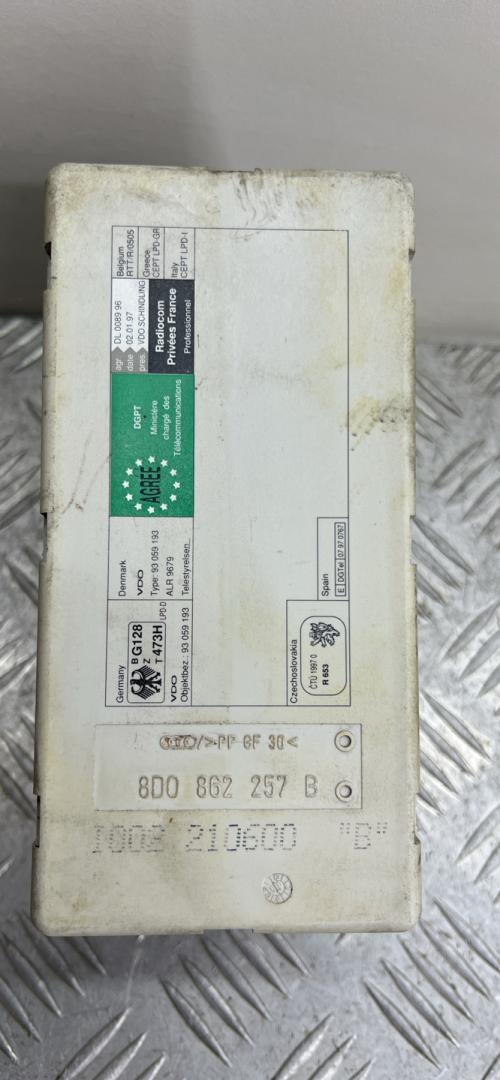 Germany
B G128
Z
T 473H
LPD-D
VDO
Objektbez.: 93 059 193
Denmark
VDO
Type: 93 059 193
ALR 9679
Telestyrelsen
AGREE
DGPT
Ministère
chargé des
Télécommunications
agr DL 0089 96
date 02.01.97
pres. VDO SCHINDLING
Radiocom
Privées France
Professionnel
Belgium
RTT/R/0505
Greece
CEPT LPD-GR
Italy
CEPT LPD-I
Czechoslovakia
ČTÚ 1997 0
R 653
Spain
E DGTel 07 97 0767
>PP GF 30<
8D0 862 257 B
1008 210600 "B"